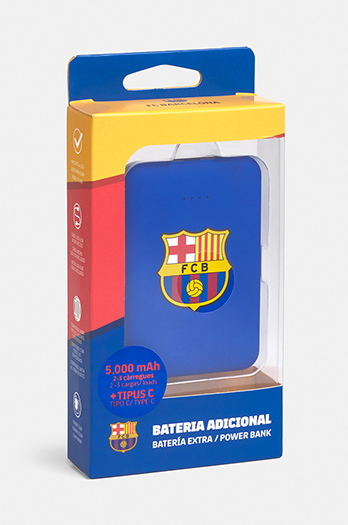 FC BARCELONA
FCB
5.000 mAh
2-3 càrregues
2-3 cargas/ loads
+TIPUS C
TIPO C/ TYPE C
FCB
BATERIA ADICIONAL
BATERÍA EXTRA / POWER BANK